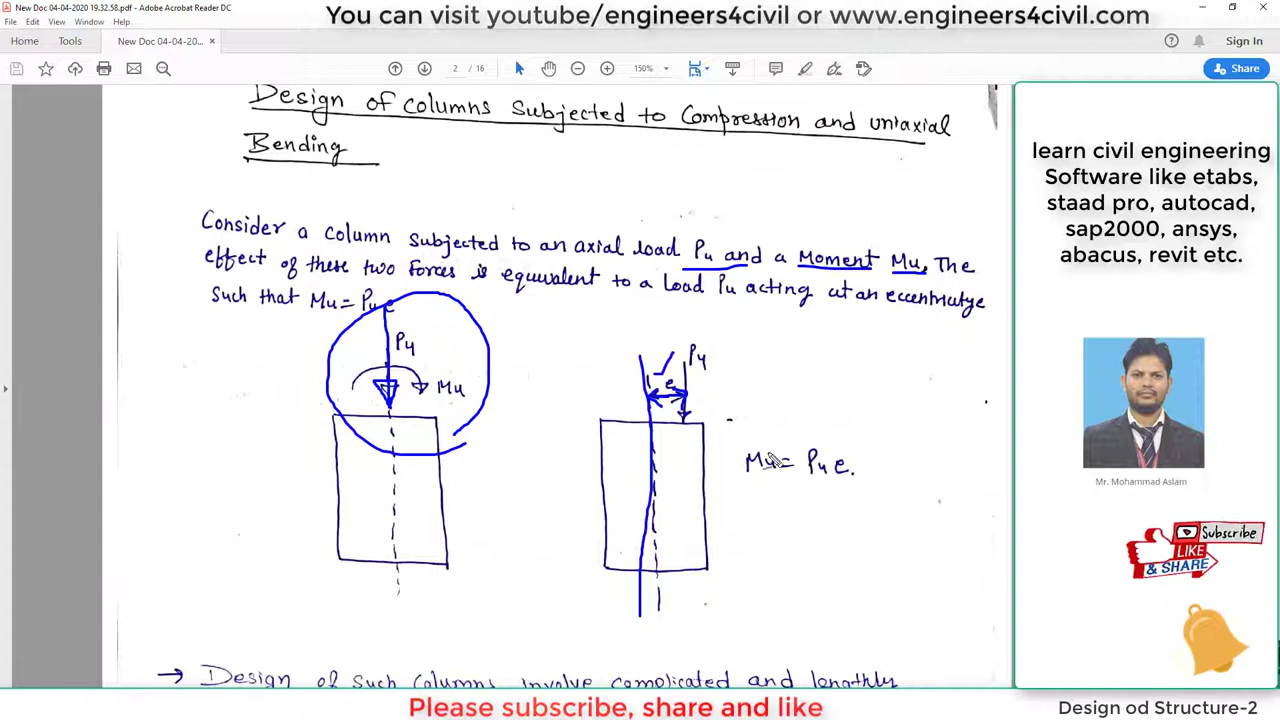 New Doc 04-04-2020 19.32.58.pdf - Adobe Acrobat Reader DC
You can visit youtube/engineers4civil or www.engineers4civil.com
File Edit View Window Help
Home Tools New Doc 04-04-20... × Sign In
2 / 16 150% Share
Design of columns Subjected to Compression and uniaxial
Bending
Consider a column Subjected to an axial load Pu and a Moment Mu, The
effect of these two forces is equivalent to a load Pu acting at an
Such that Mu = Pu e
Pu
Mu
Pu
e
Mu = Pu e.
→ Design of Such Columns involve complicated and
learn civil engineering
Software like etabs,
staad pro, autocad,
sap2000, ansys,
abacus, revit etc.
Mr. Mohammad Aslam
Subscribe
LIKE
& SHARE
Please subscribe, share and like
Design od Structure-2